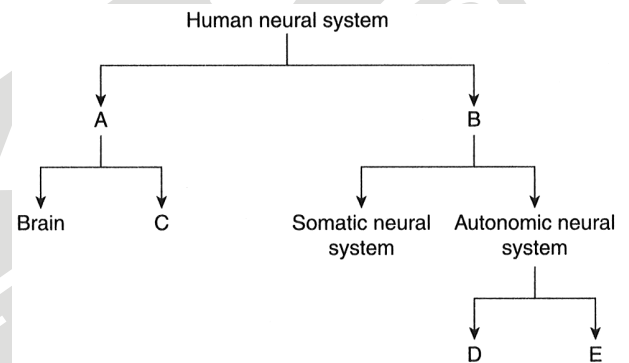 Human neural system
A
B
Brain
C
Somatic neural
system
Autonomic neural
system
D
E